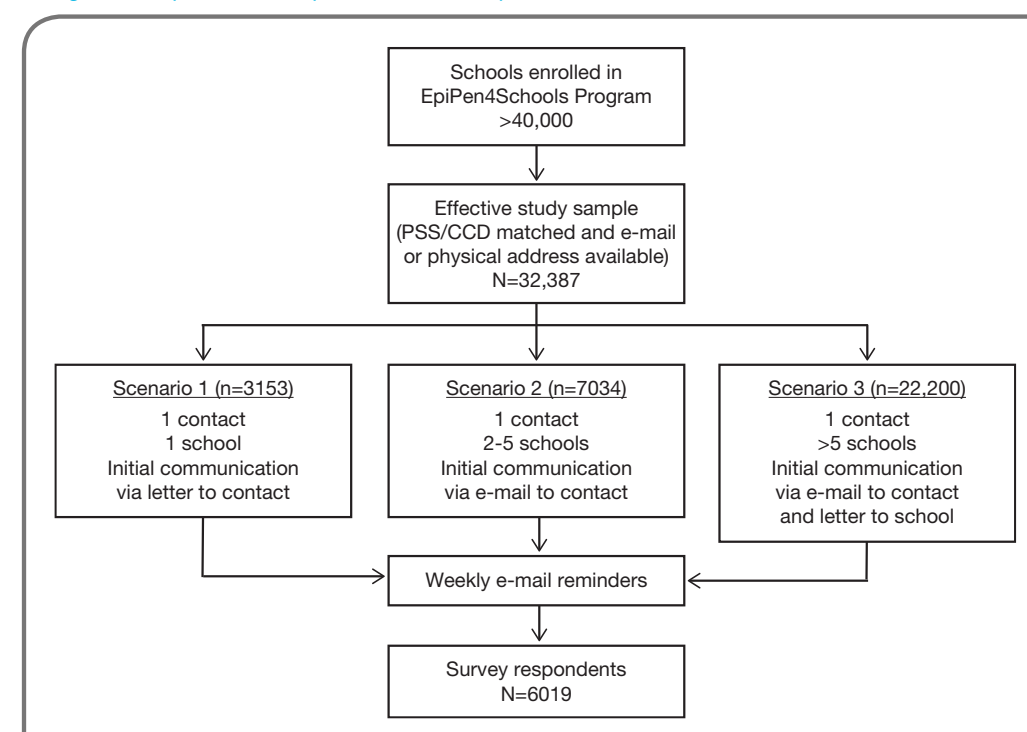 Schools enrolled in
EpiPen4Schools Program
>40,000
Effective study sample
(PSS/CCD matched and e-mail
or physical address available)
N=32,387
Scenario 1 (n=3153)
1 contact
1 school
Initial communication
via letter to contact
Scenario 2 (n=7034)
1 contact
2-5 schools
Initial communication
via e-mail to contact
Scenario 3 (n=22,200)
1 contact
>5 schools
Initial communication
via e-mail to contact
and letter to school
Weekly e-mail reminders
Survey respondents
N=6019